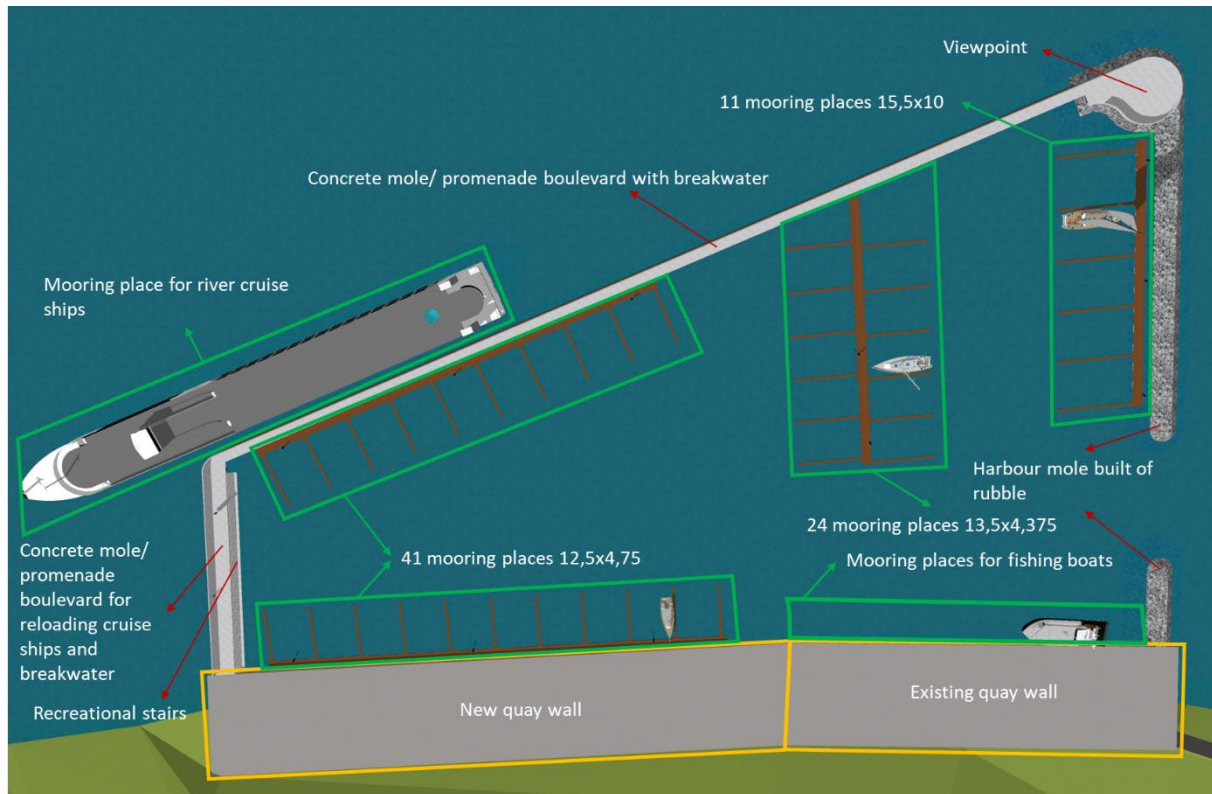 Viewpoint
11 mooring places 15,5x10
Concrete mole/ promenade boulevard with breakwater
Mooring place for river cruise
ships
Harbour mole built of
rubble
24 mooring places 13,5x4,375
Concrete mole/
promenade
boulevard for
reloading cruise
ships and
breakwater
41 mooring places 12,5x4,75
Mooring places for fishing boats
Recreational stairs
New quay wall
Existing quay wall